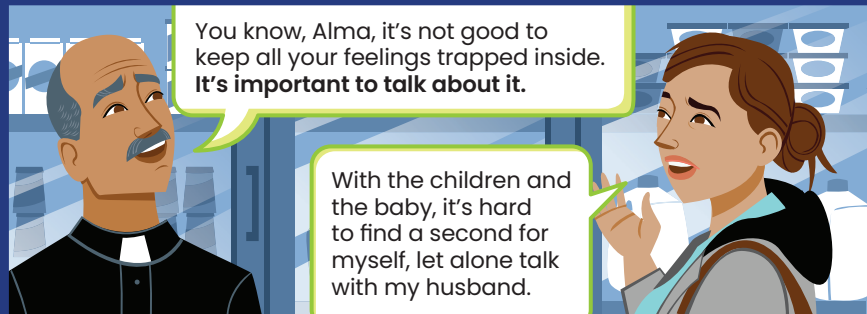 You know, Alma, it’s not good to
keep all your feelings trapped inside.
It’s important to talk about it.
With the children and
the baby, it’s hard
to find a second for
myself, let alone talk
with my husband.